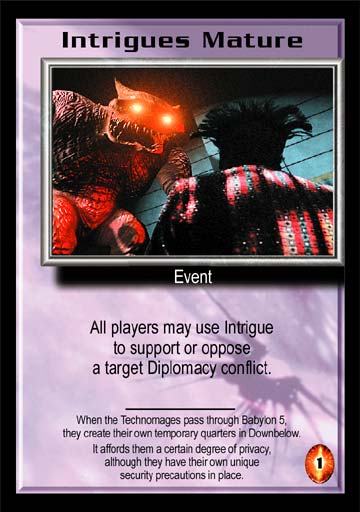 Intrigues Mature
Event
All players may use Intrigue
to support or oppose
a target Diplomacy conflict.
When the Technomages pass through Babylon 5,
they create their own temporary quarters in Downbelow.
It affords them a certain degree of privacy,
although they have their own unique
security precautions in place.
1